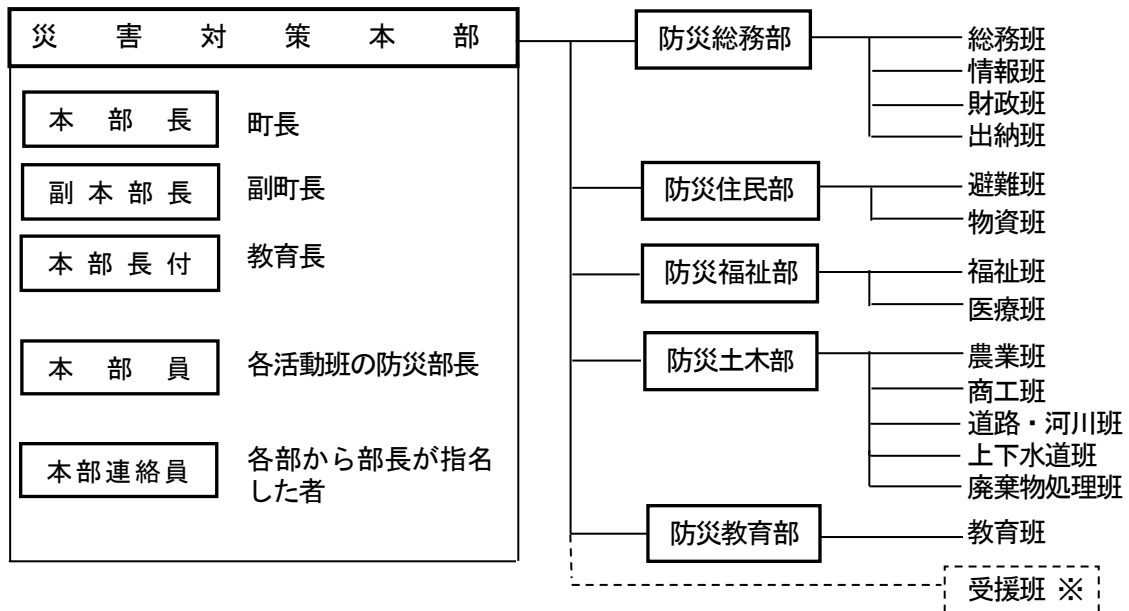 災害対策本部
本部長 町長
副本部長 副町長
本部長付 教育長
本部員 各活動班の防災部長
本部連絡員 各部から部長が指名
した者
防災総務部
総務班
情報班
財政班
出納班
防災住民部
避難班
物資班
防災福祉部
福祉班
医療班
防災土木部
農業班
商工班
道路・河川班
上下水道班
廃棄物処理班
防災教育部
教育班
受援班 ※